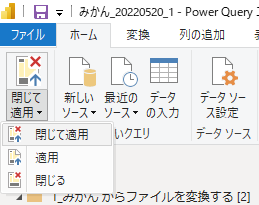 みかん_20220520_1 - Power Query
ファイル ホーム 変換 列の追加
閉じて適用 新しいソース 最近のソース データの入力 データ ソース設定
いクエリ データ ソース
閉じて適用
適用
閉じる
1_みかん からファイルを変換する [2]